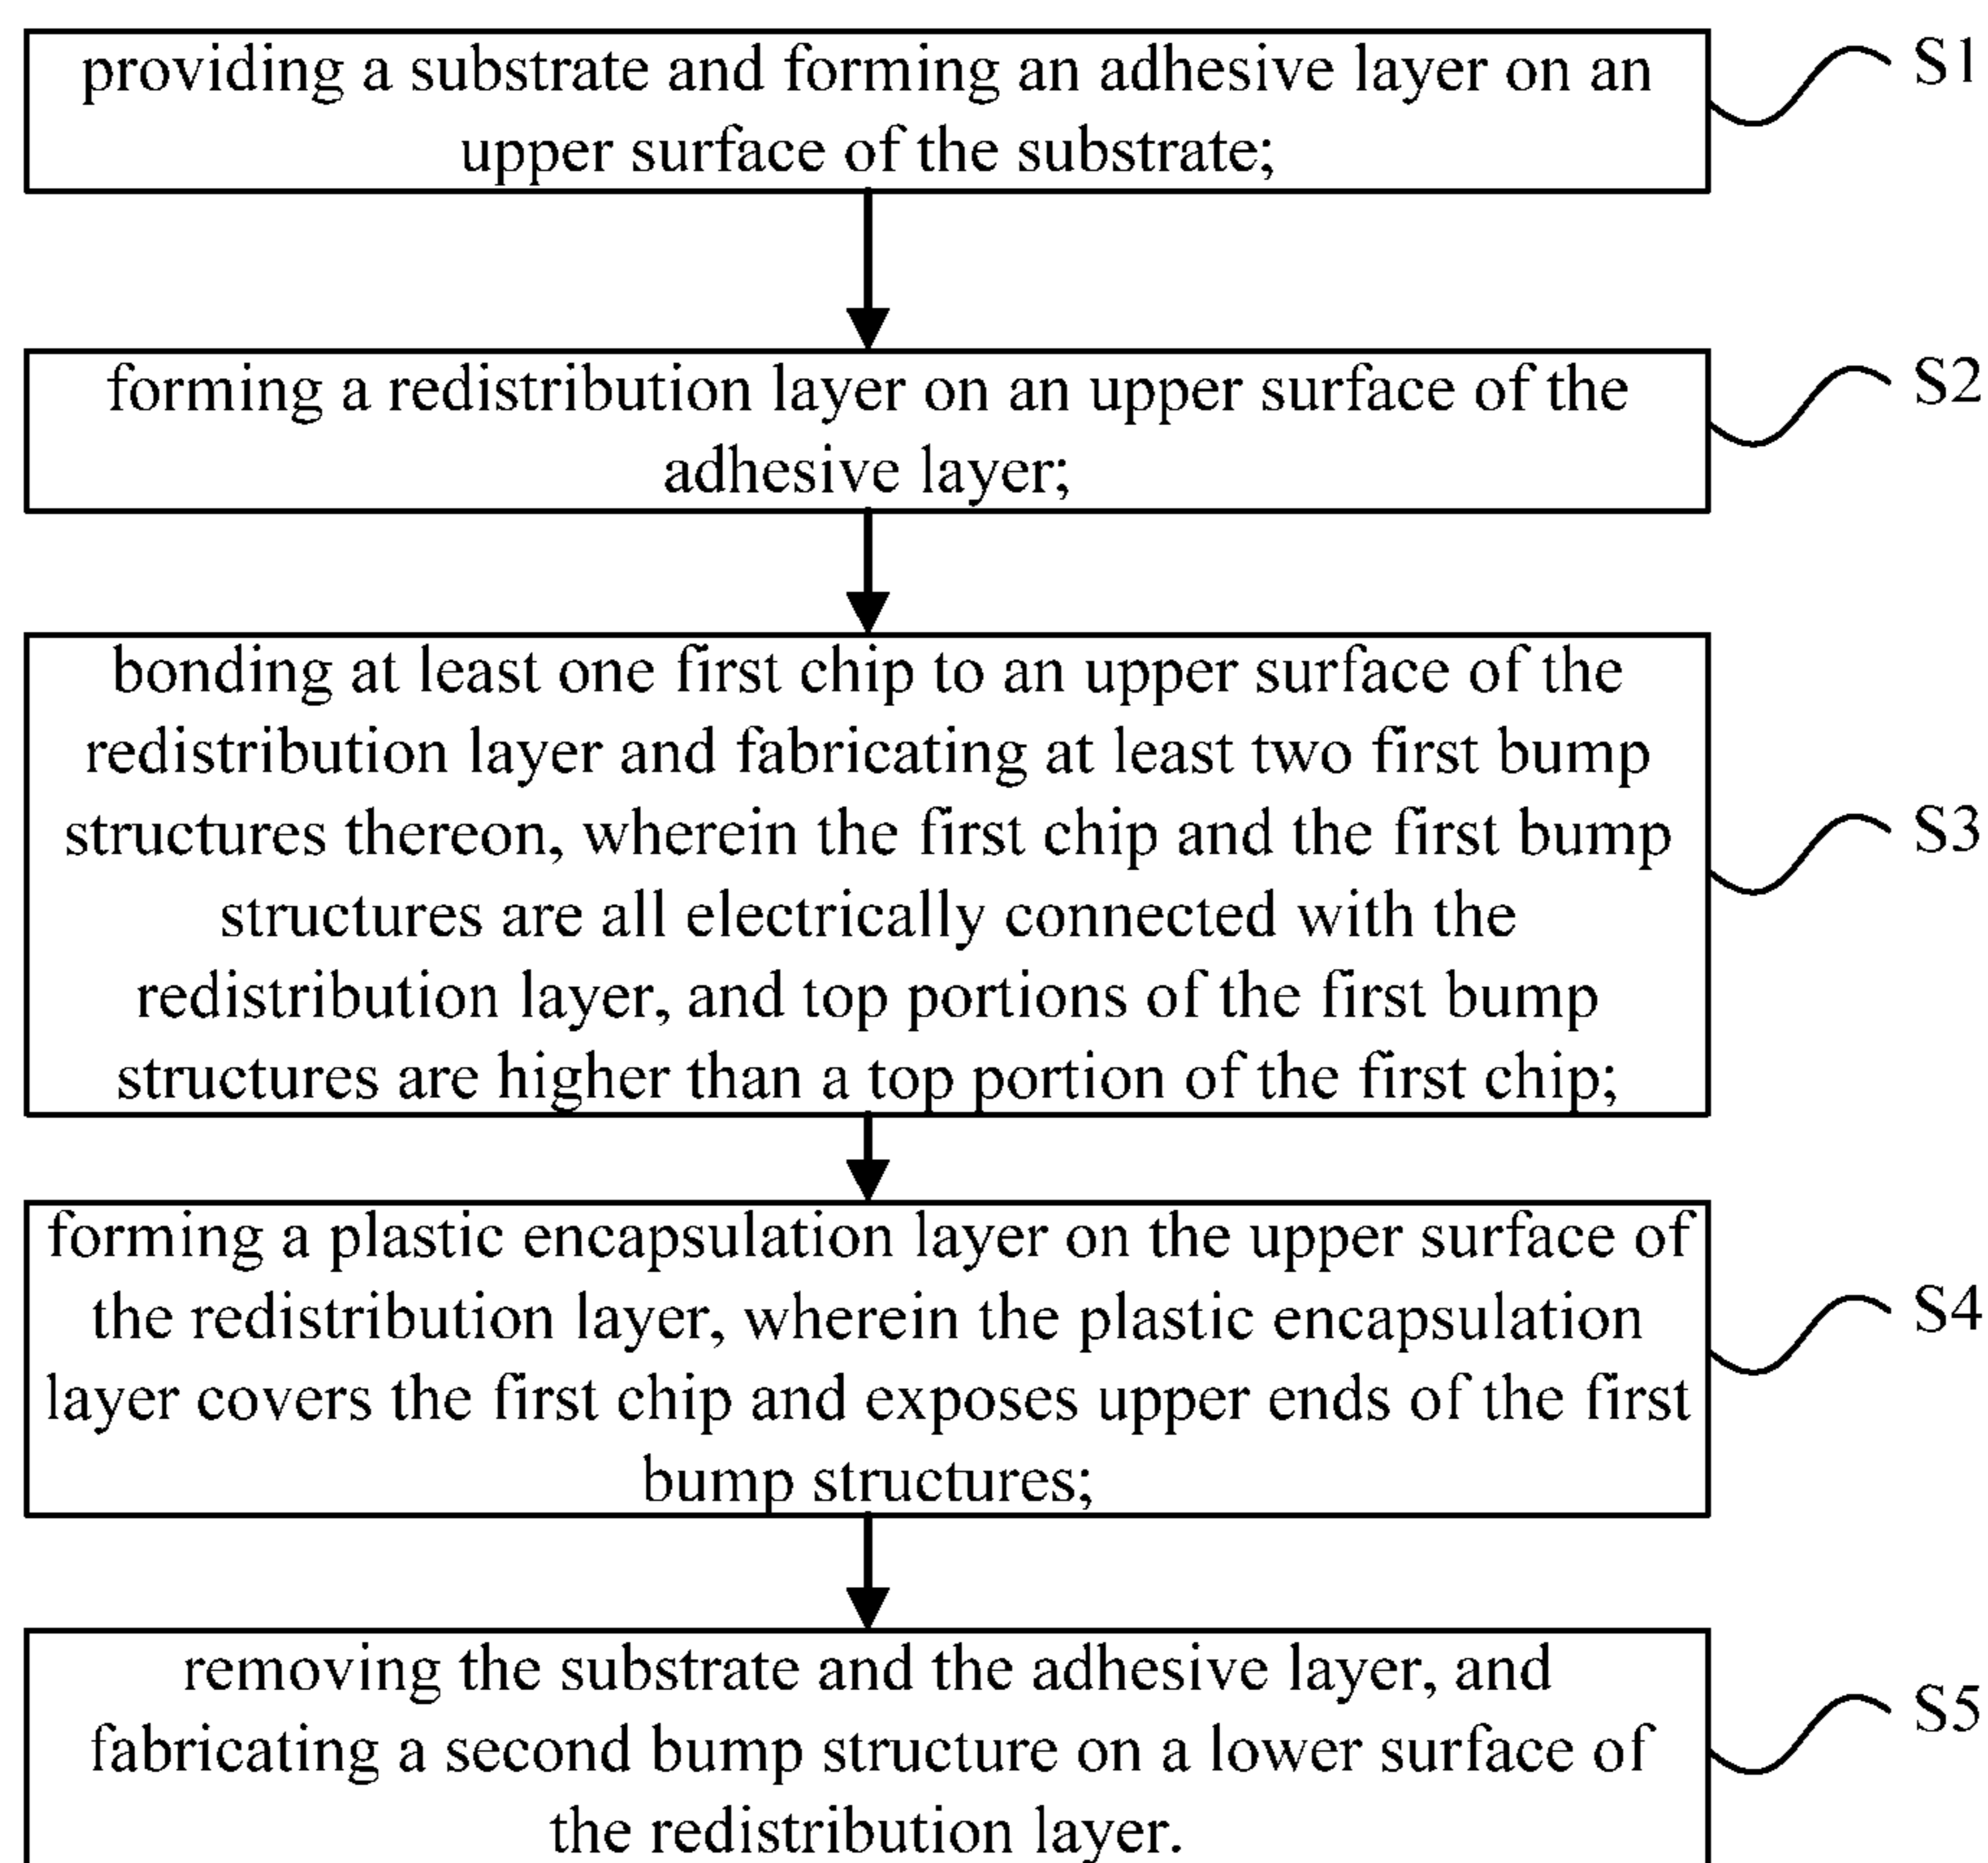 providing a substrate and forming an adhesive layer on an
upper surface of the substrate;
S1
forming a redistribution layer on an upper surface of the
adhesive layer;
S2
bonding at least one first chip to an upper surface of the
redistribution layer and fabricating at least two first bump
structures thereon, wherein the first chip and the first bump
structures are all electrically connected with the
redistribution layer, and top portions of the first bump
structures are higher than a top portion of the first chip;
S3
forming a plastic encapsulation layer on the upper surface of
the redistribution layer, wherein the plastic encapsulation
layer covers the first chip and exposes upper ends of the first
bump structures;
S4
removing the substrate and the adhesive layer, and
fabricating a second bump structure on a lower surface of
the redistribution layer.
S5